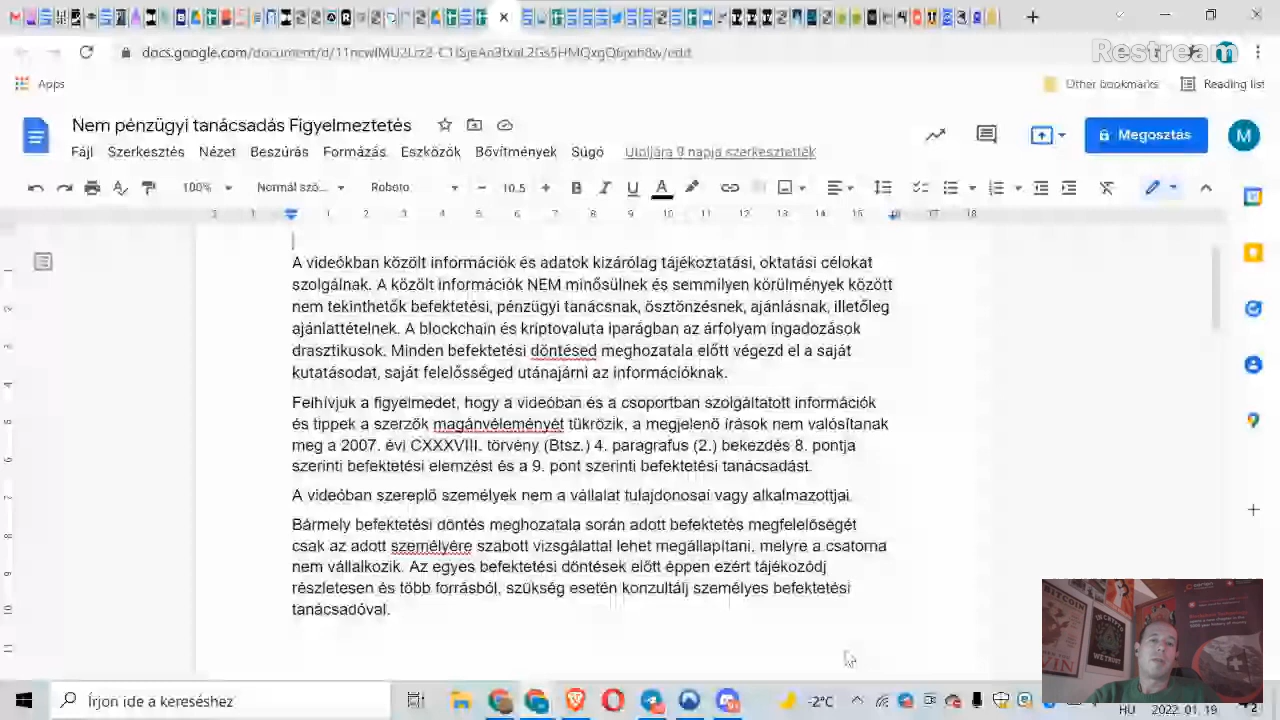 Restream
Apps
Other bookmarks
Reading list
Nem pénzügyi tanácsadás Figyelmeztetés
Megosztás
M
Fájl Szerkesztés Nézet Beszúrás Formázás Eszközök Bővítmények Súgó Utoljára 9 napja szerkesztették
100% Normál szö... Roboto 10.5
A videókban közölt információk és adatok kizárólag tájékoztatási, oktatási célokat
szolgálnak. A közölt információk NEM minősülnek és semmilyen körülmények között
nem tekinthetők befektetési, pénzügyi tanácsnak, ösztönzésnek, ajánlásnak, illetőleg
ajánlattételnek. A blockchain és kriptovaluta iparágban az árfolyam ingadozások
drasztikusok. Minden befektetési döntésed meghozatala előtt végezd el a saját
kutatásodat, saját felelősséged utánajárni az információknak.
Felhívjuk a figyelmedet, hogy a videóban és a csoportban szolgáltatott információk
és tippek a szerzők magánvéleményét tükrözik, a megjelenő írások nem valósítanak
meg a 2007. évi CXXXVIII. törvény (Btsz.) 4. paragrafus (2.) bekezdés 8. pontja
szerinti befektetési elemzést és a 9. pont szerinti befektetési tanácsadást.
A videóban szereplő személyek nem a vállalat tulajdonosai vagy alkalmazottjai.
Bármely befektetési döntés meghozatala során adott befektetés megfelelőségét
csak az adott személyére szabott vizsgálattal lehet megállapítani, melyre a csatorna
nem vállalkozik. Az egyes befektetési döntések előtt éppen ezért tájékozódj
részletesen és több forrásból, szükség esetén konzultálj személyes befektetési
tanácsadóval.
BITCOIN
IN CRYPTO
WE TRUST
Írjon ide a kereséshez
-2°C
HU
2022. 01. 19.